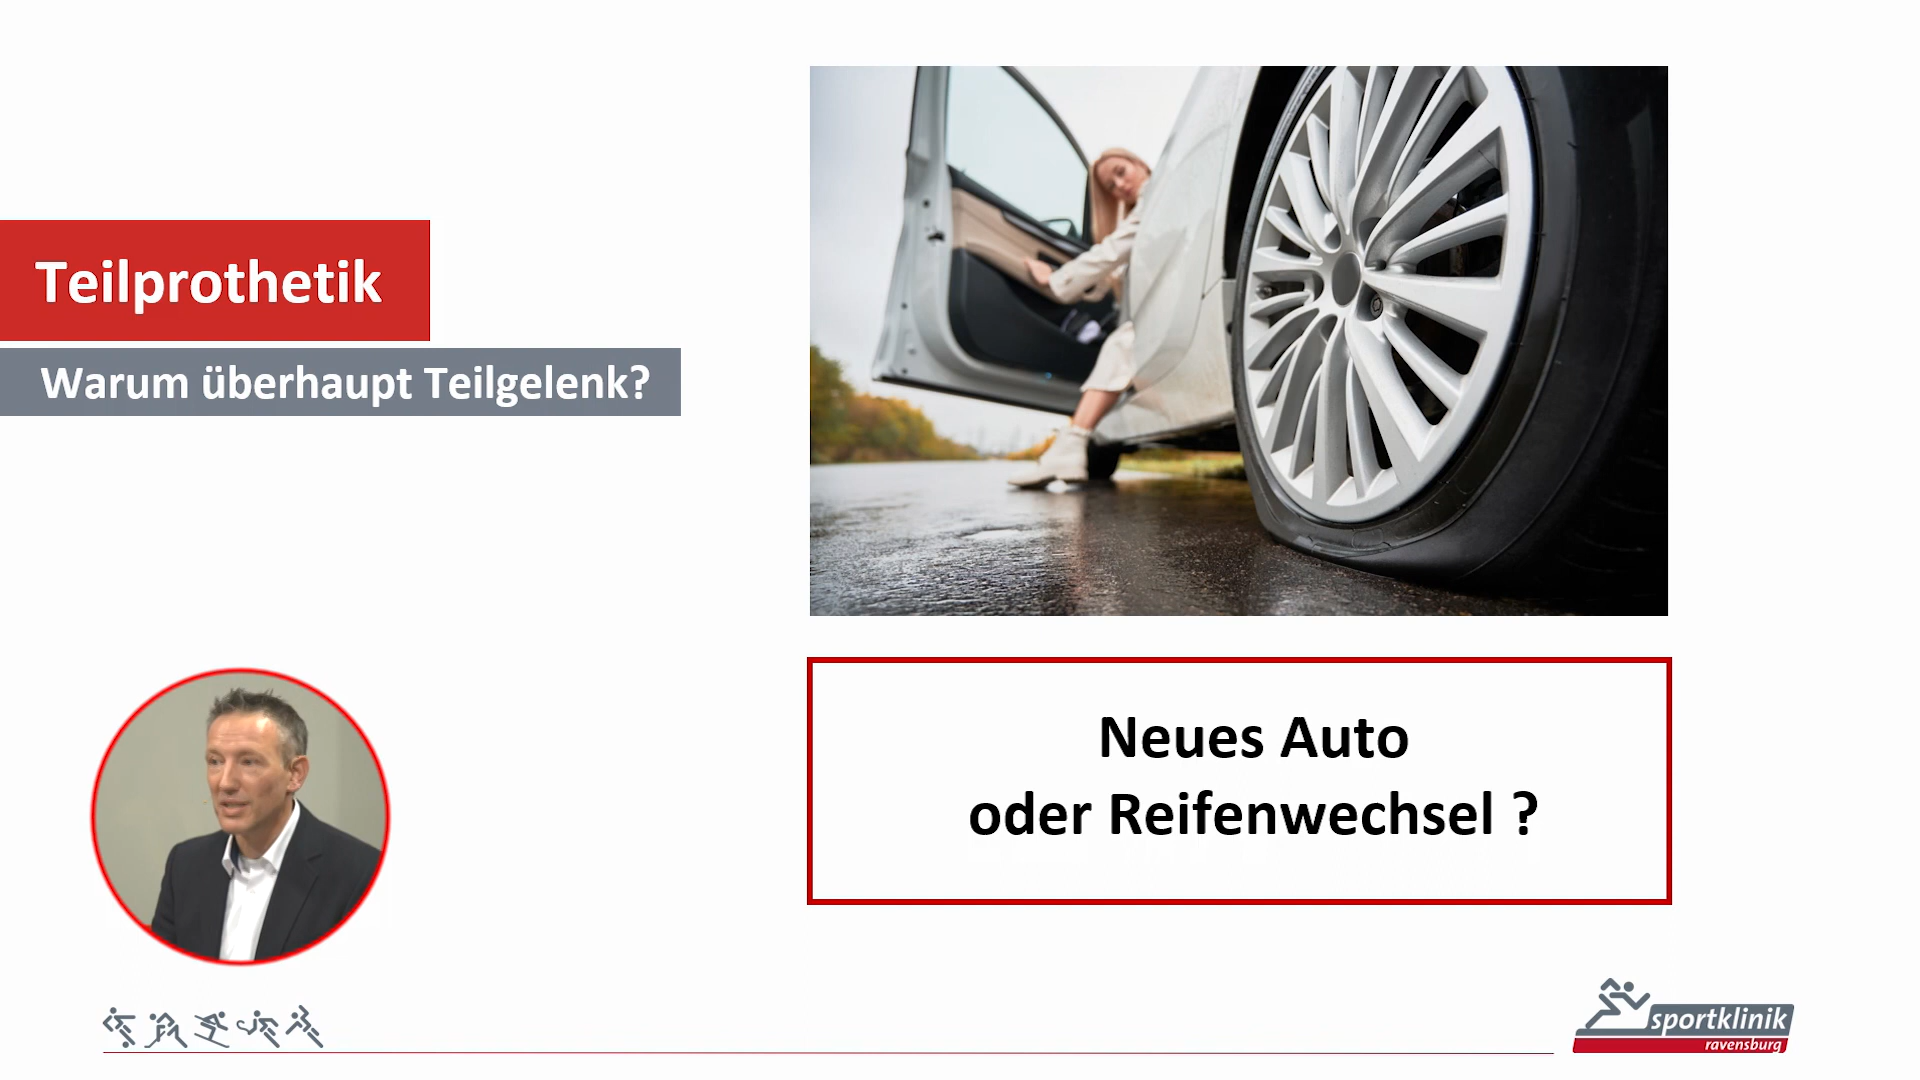 Teilprothetik
Warum überhaupt Teilgelenk?
Neues Auto
oder Reifenwechsel ?
sportklinik
ravensburg